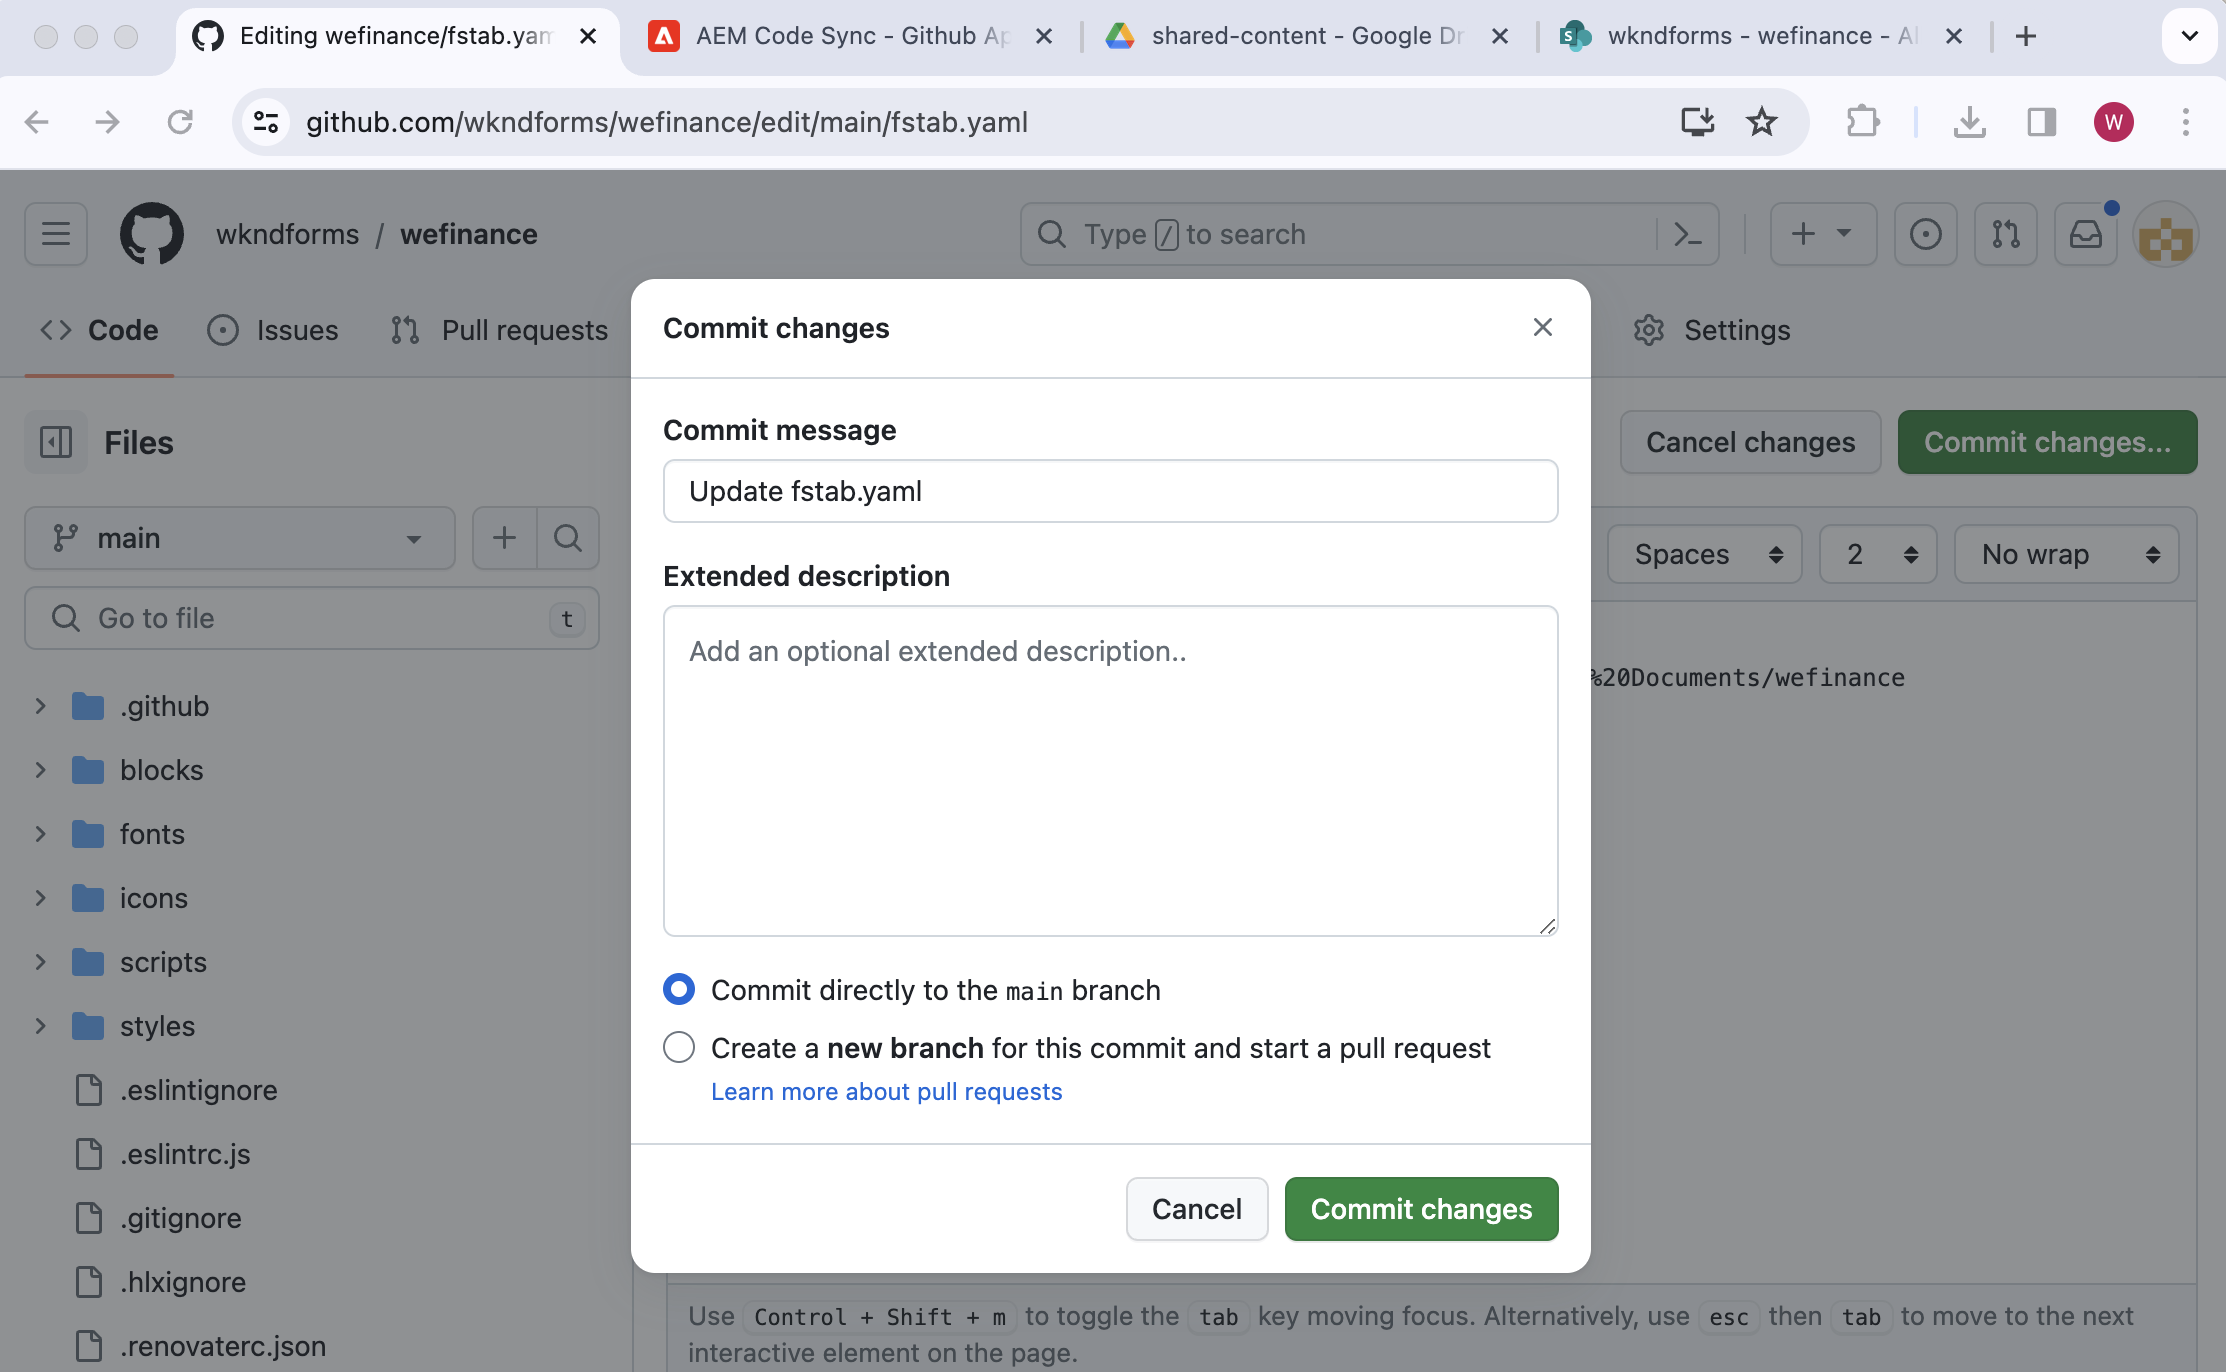 Editing wefinance/fstab.yam
AEM Code Sync - Github Ap
shared-content - Google Dr
wkndforms - wefinance - Al
github.com/wkndforms/wefinance/edit/main/fstab.yaml
W
wkndforms / wefinance
Type / to search
Code
Issues
Pull requests
Settings
Files
Cancel changes
Commit changes...
main
Spaces
2
No wrap
Go to file
t
%20Documents/wefinance
.github
blocks
fonts
icons
scripts
styles
.eslintignore
.eslintrc.js
.gitignore
.hlxignore
.renovaterc.json
Commit changes
Commit message
Update fstab.yaml
Extended description
Add an optional extended description..
Commit directly to the main branch
Create a new branch for this commit and start a pull request
Learn more about pull requests
Cancel
Commit changes
Use Control + Shift + m to toggle the tab key moving focus. Alternatively, use esc then tab to move to the next
interactive element on the page.